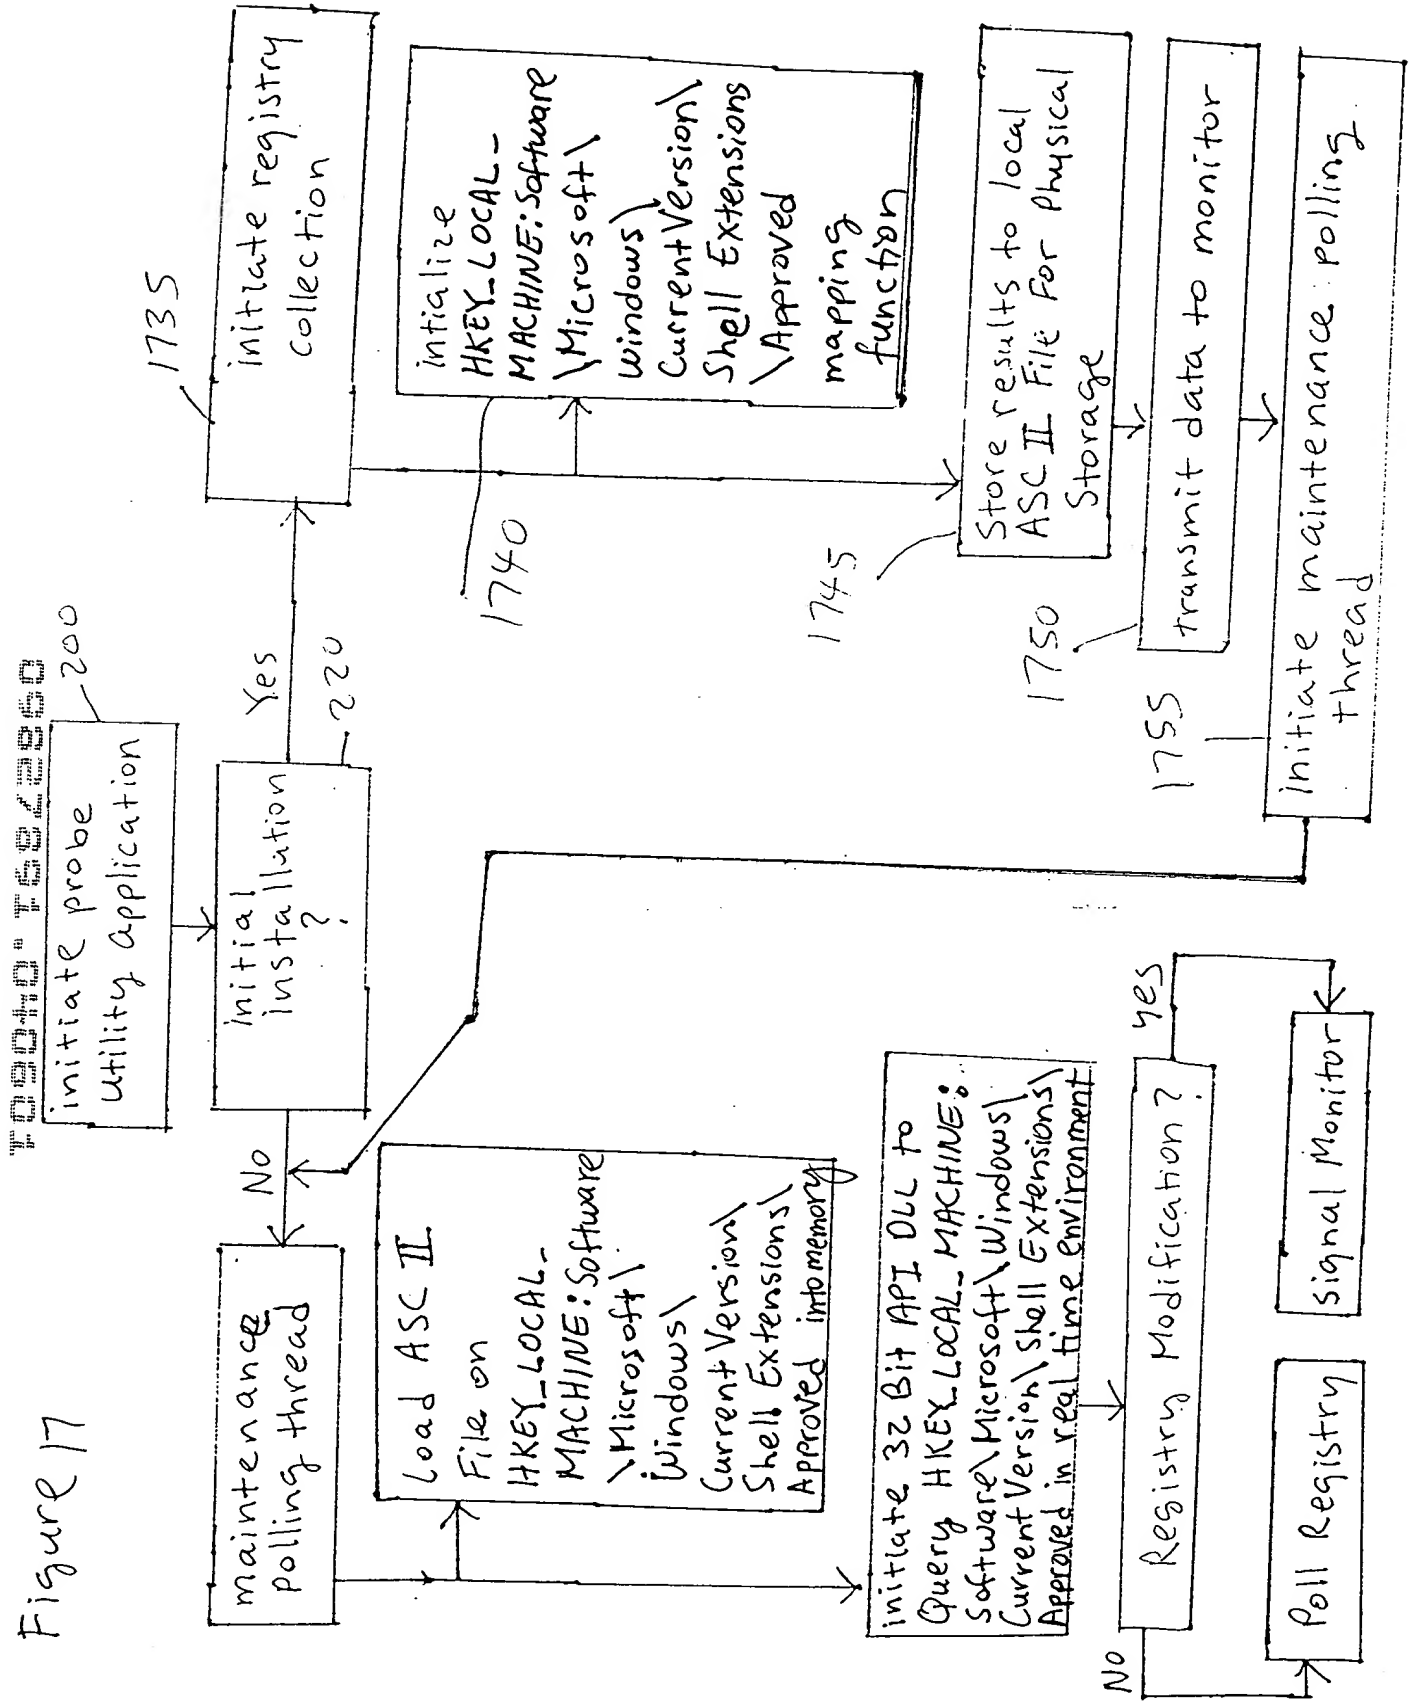 Figure 17
109040.16872860
initiate probe
utility application
200
initial
installation
?
220
No
Yes
maintenance
polling thread
Load ASC II
File on
HKEY_LOCAL_
MACHINE:Software
\Microsoft\
Windows\
CurrentVersion\
Shell Extensions\
Approved into memory
initiate 32 Bit API DLL to
Query HKEY_LOCAL_MACHINE:
Software\Microsoft\Windows\
CurrentVersion\Shell Extensions\
Approved in real time environment
Registry Modification?
No
yes
Poll Registry
Signal Monitor
1735
initiate registry
collection
1740
intialize
HKEY_LOCAL_
MACHINE:Software
\Microsoft\
Windows\
CurrentVersion\
Shell Extensions
\Approved
mapping
function
1745
Store results to local
ASC II File For Physical
Storage
1750
transmit data to monitor
1755
Initiate maintenance polling
thread